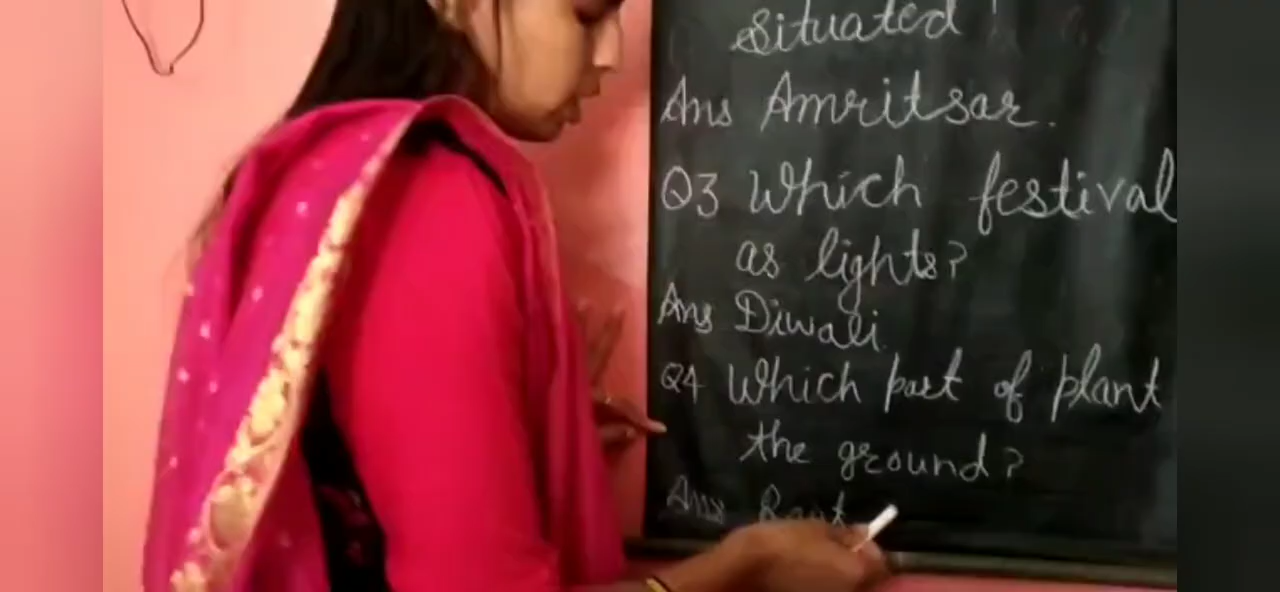 situated?
Ans Amritsar.
Q3 Which festival
as lights?
Ans Diwali
Q4 Which part of plant
the ground?
Ans